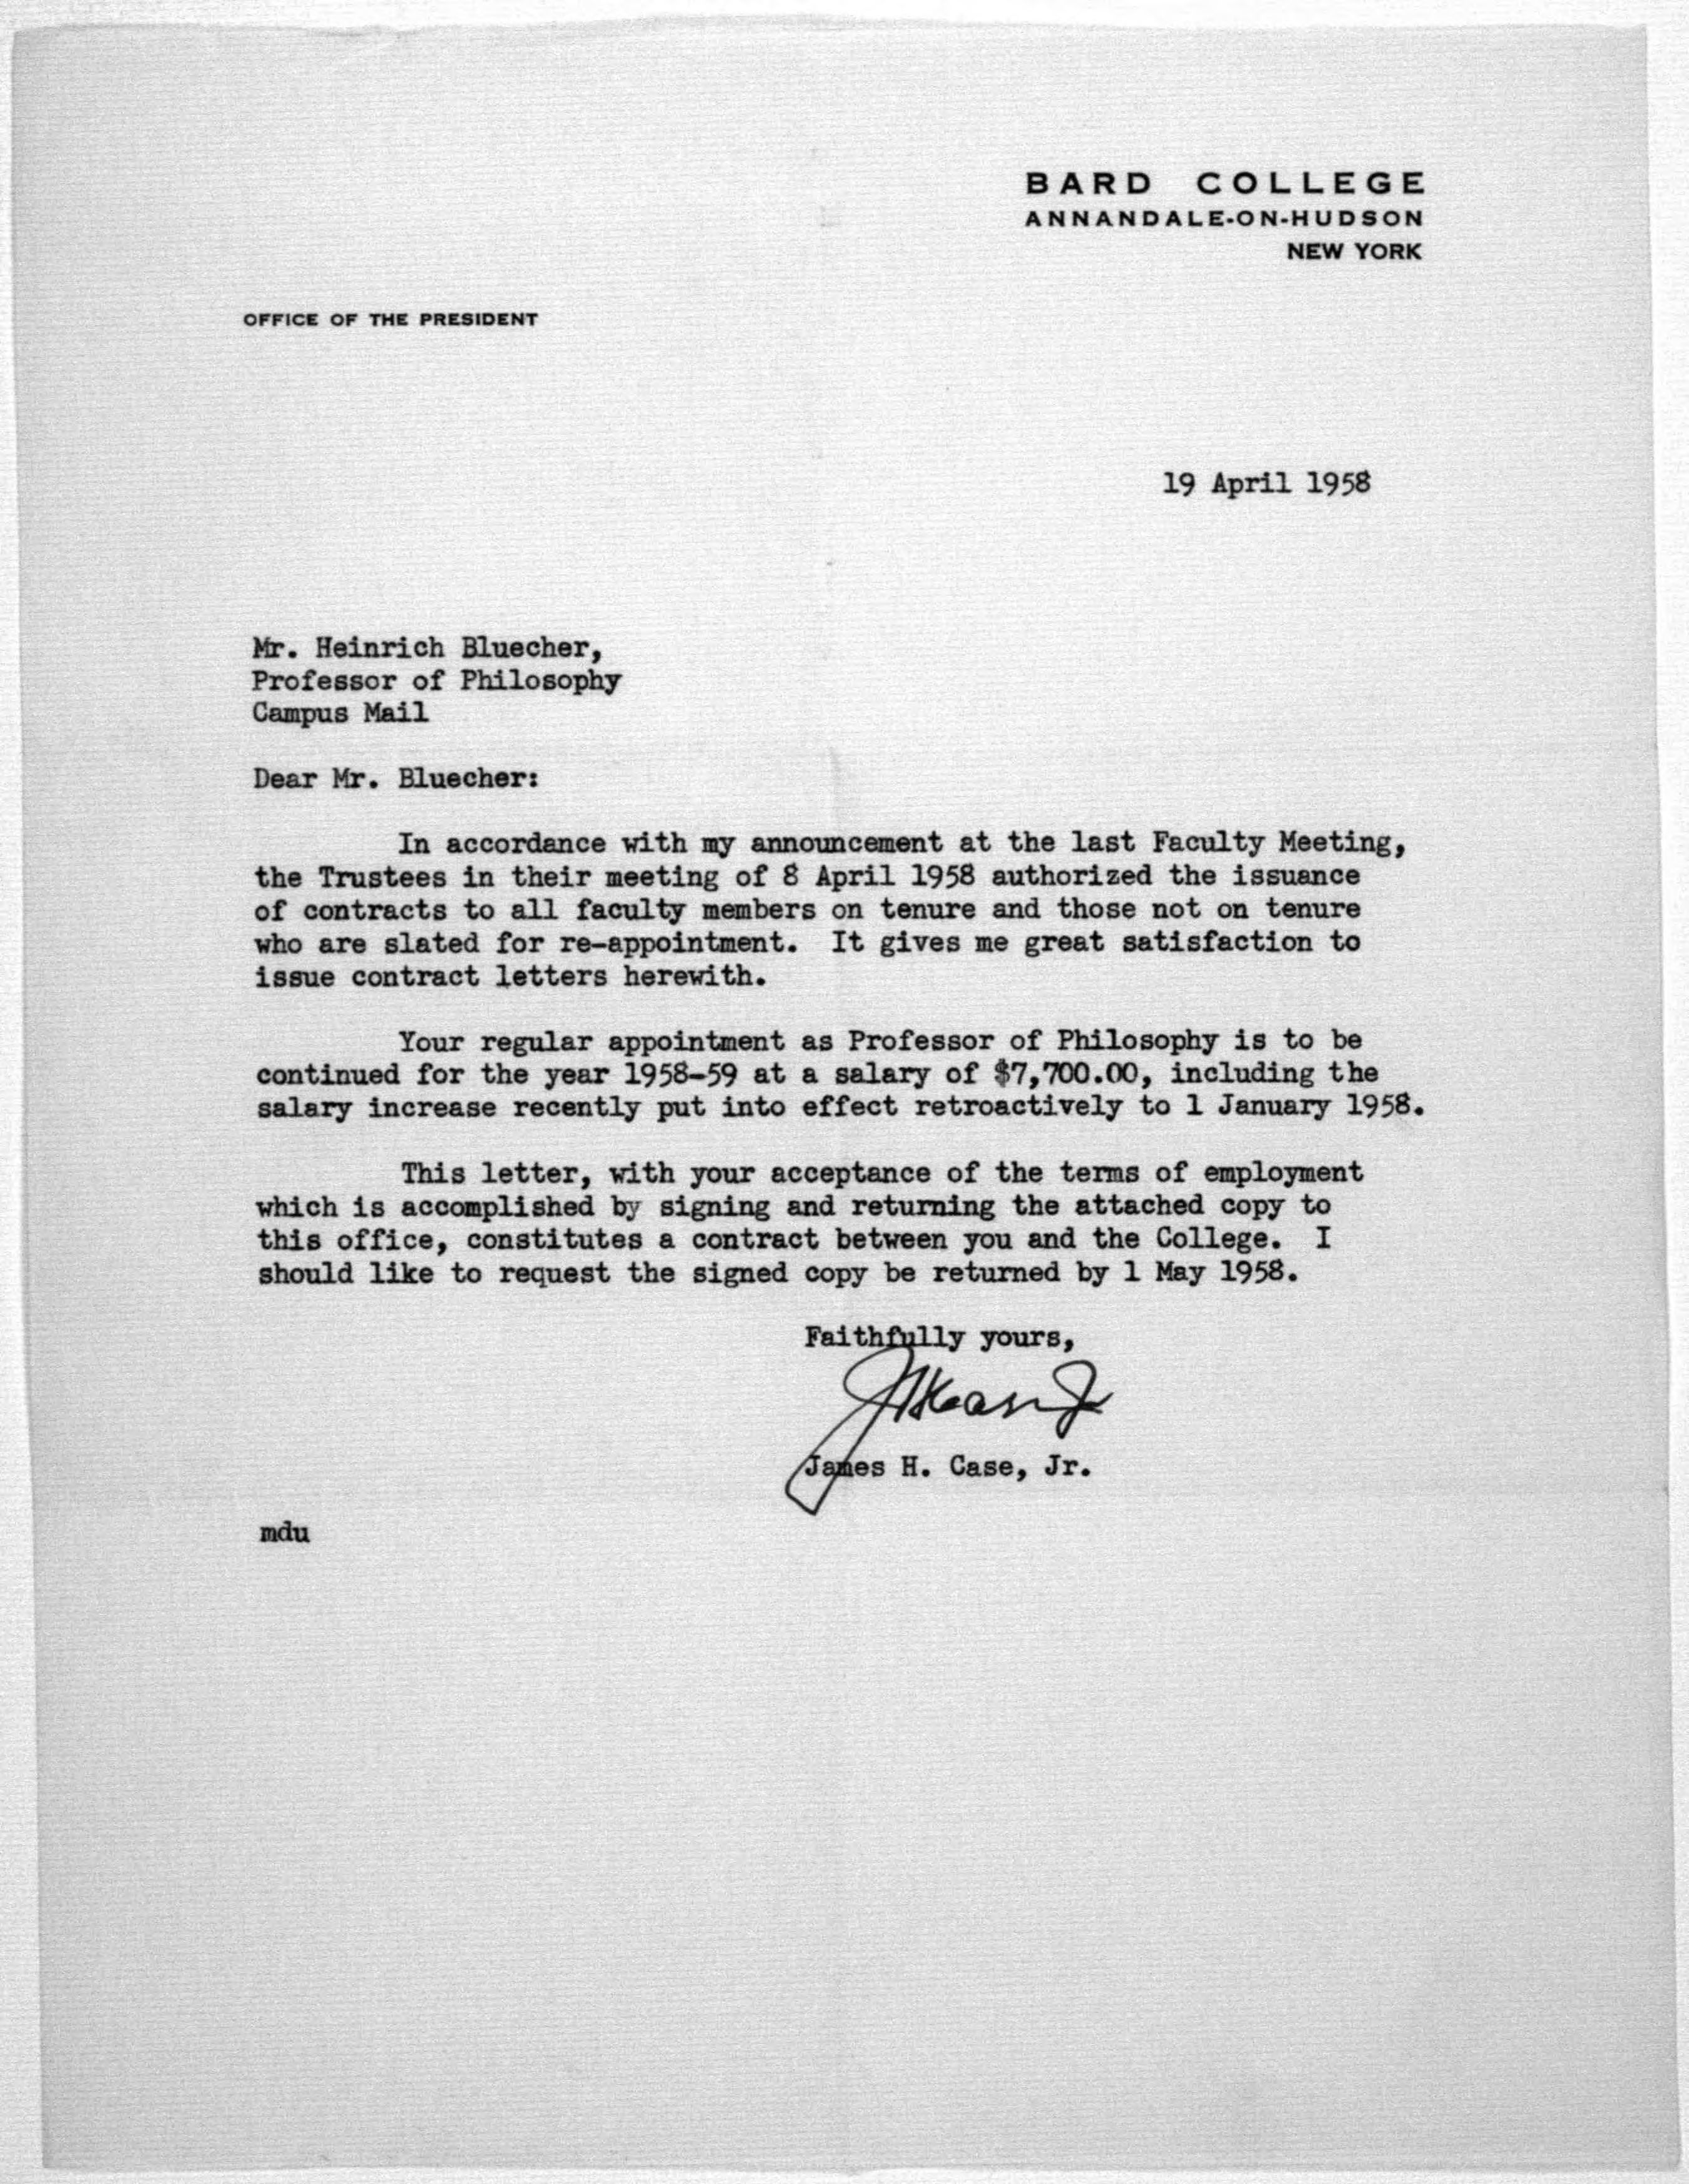 BARD COLLEGE
ANNANDALE-ON-HUDSON
NEW YORK
OFFICE OF THE PRESIDENT
19 April 1958
Mr. Heinrich Bluecher,
Professor of Philosophy
Campus Mail
Dear Mr. Bluecher:
In accordance with my announcement at the last Faculty Meeting,
the Trustees in their meeting of 8 April 1958 authorized the issuance
of contracts to all faculty members on tenure and those not on tenure
who are slated for re-appointment. It gives me great satisfaction to
issue contract letters herewith.
Your regular appointment as Professor of Philosophy is to be
continued for the year 1958-59 at a salary of $7,700.00, including the
salary increase recently put into effect retroactively to 1 January 1958.
This letter, with your acceptance of the terms of employment
which is accomplished by signing and returning the attached copy to
this office, constitutes a contract between you and the College. I
should like to request the signed copy be returned by 1 May 1958.
Faithfully yours,
JHCase Jr
James H. Case, Jr.
mdu